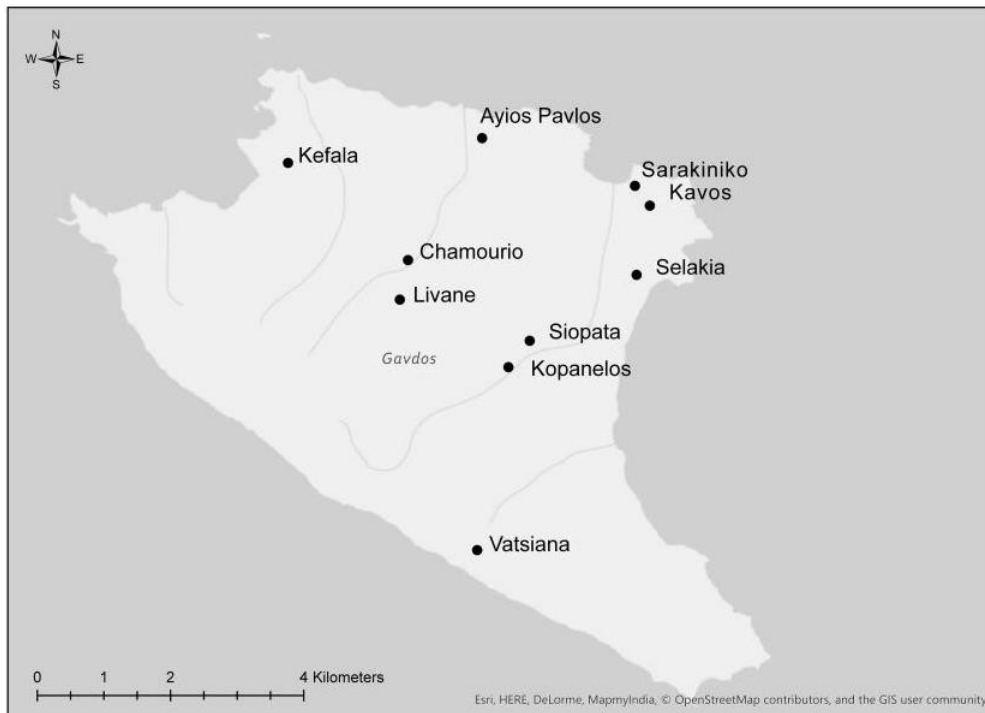 N
W E
S
Ayios Pavlos
Kefala
Sarakiniko
Kavos
Chamourio
Selakia
Livane
Siopata
Gavdos
Kopanelos
Vatsiana
0 1 2 4 Kilometers
Esri, HERE, DeLorme, MapmyIndia, © OpenStreetMap contributors, and the GIS user community